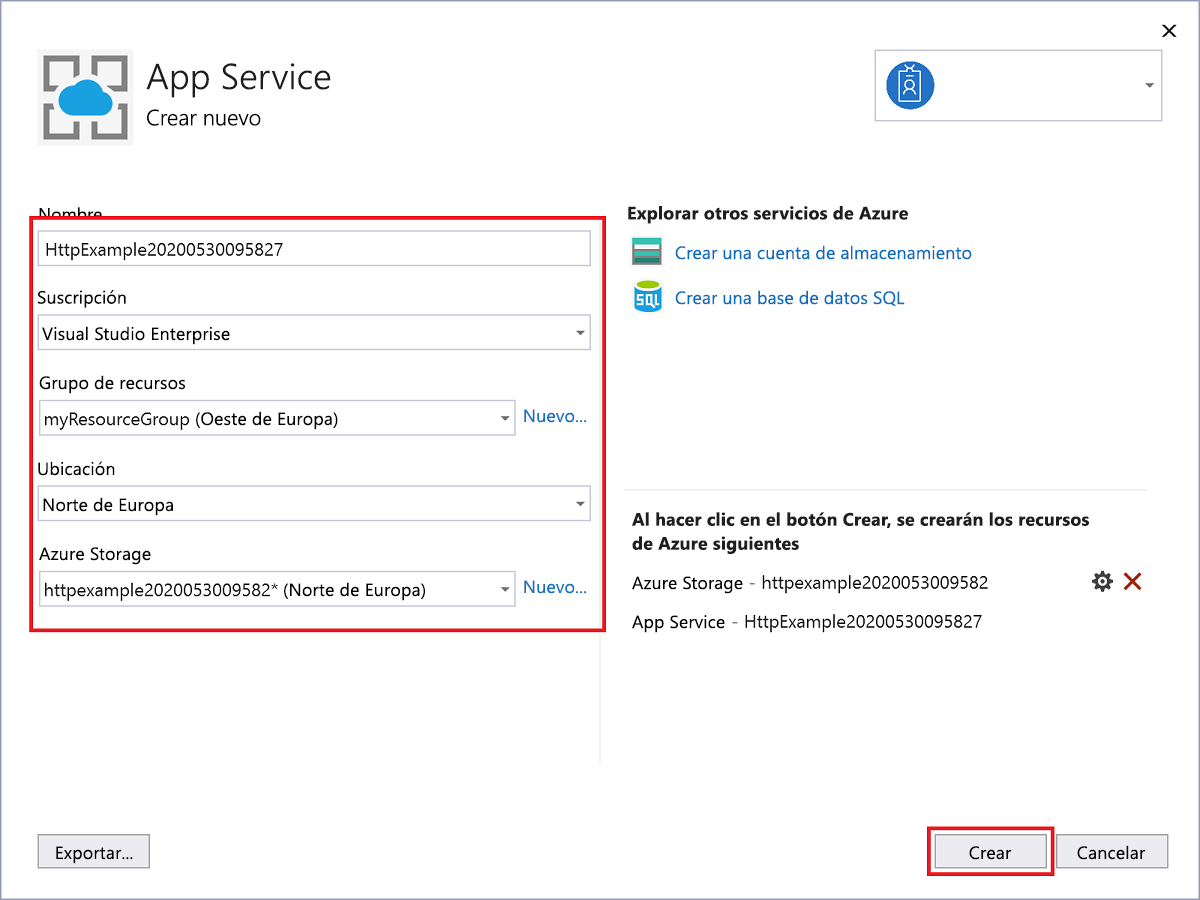 App Service
Crear nuevo
Nombre
HttpExample20200530095827
Suscripción
Visual Studio Enterprise
Grupo de recursos
myResourceGroup (Oeste de Europa)
Nuevo...
Ubicación
Norte de Europa
Azure Storage
httpexample2020053009582* (Norte de Europa)
Nuevo...
Explorar otros servicios de Azure
Crear una cuenta de almacenamiento
SQL
Crear una base de datos SQL
Al hacer clic en el botón Crear, se crearán los recursos
de Azure siguientes
Azure Storage - httpexample2020053009582
App Service - HttpExample20200530095827
Exportar...
Crear
Cancelar